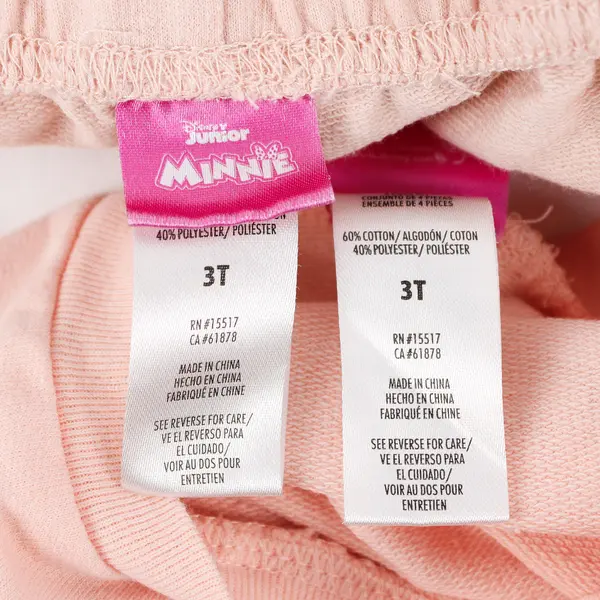 Disney
Junior
MINNIE
40% POLYESTER/ POLIÉSTER
3T
RN #15517
CA #61878
MADE IN CHINA
HECHO EN CHINA
FABRIQUÉ EN CHINE
SEE REVERSE FOR CARE/
VE EL REVERSO PARA
EL CUIDADO/
VOIR AU DOS POUR
ENTRETIEN
CONJUNTO DE 4 PIEZAS
ENSEMBLE DE 4 PIÈCES
60% COTTON/ ALGODÓN/ COTON
40% POLYESTER/ POLIÉSTER
3T
RN #15517
CA #61878
MADE IN CHINA
HECHO EN CHINA
FABRIQUÉ EN CHINE
SEE REVERSE FOR CARE/
VE EL REVERSO PARA
EL CUIDADO/
VOIR AU DOS POUR
ENTRETIEN